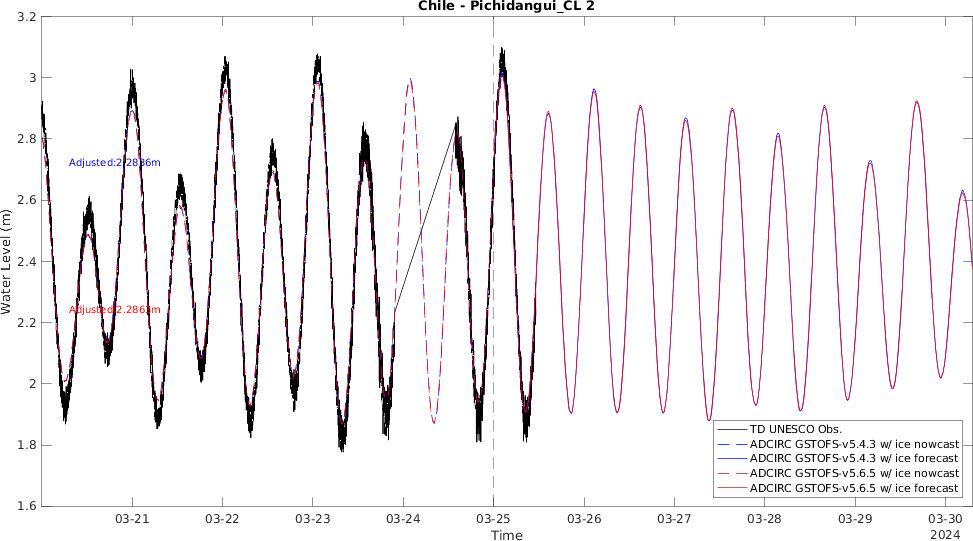 Chile - Pichidangui_CL 2
3.2
3
2.8
2.6
2.4
2.2
2
1.8
1.6
Water Level (m)
Adjusted:2.2836m
Adjusted:2.2863m
TD UNESCO Obs.
ADCIRC GSTOFS-v5.4.3 w/ ice nowcast
ADCIRC GSTOFS-v5.4.3 w/ ice forecast
ADCIRC GSTOFS-v5.6.5 w/ ice nowcast
ADCIRC GSTOFS-v5.6.5 w/ ice forecast
03-21 03-22 03-23 03-24 03-25 03-26 03-27 03-28 03-29 03-30
2024
Time